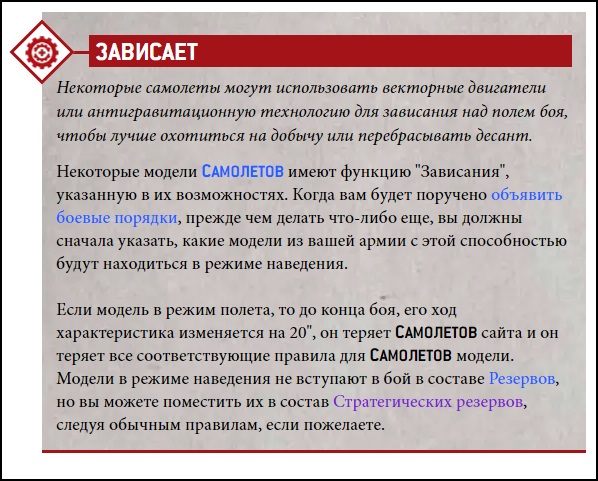 ЗАВИСАЕТ
Некоторые самолеты могут использовать векторные двигатели
или антигравитационную технологию для зависания над полем боя,
чтобы лучше охотиться на добычу или перебрасывать десант.
Некоторые модели САМОЛЕТОВ имеют функцию "Зависания",
указанную в их возможностях. Когда вам будет поручено объявить
боевые порядки, прежде чем делать что-либо еще, вы должны
сначала указать, какие модели из вашей армии с этой способностью
будут находиться в режиме наведения.
Если модель в режим полета, то до конца боя, его ход
характеристика изменяется на 20", он теряет САМОЛЕТОВ сайта и он
теряет все соответствующие правила для САМОЛЕТОВ модели.
Модели в режиме наведения не вступают в бой в составе Резервов,
но вы можете поместить их в состав Стратегических резервов,
следуя обычным правилам, если пожелаете.